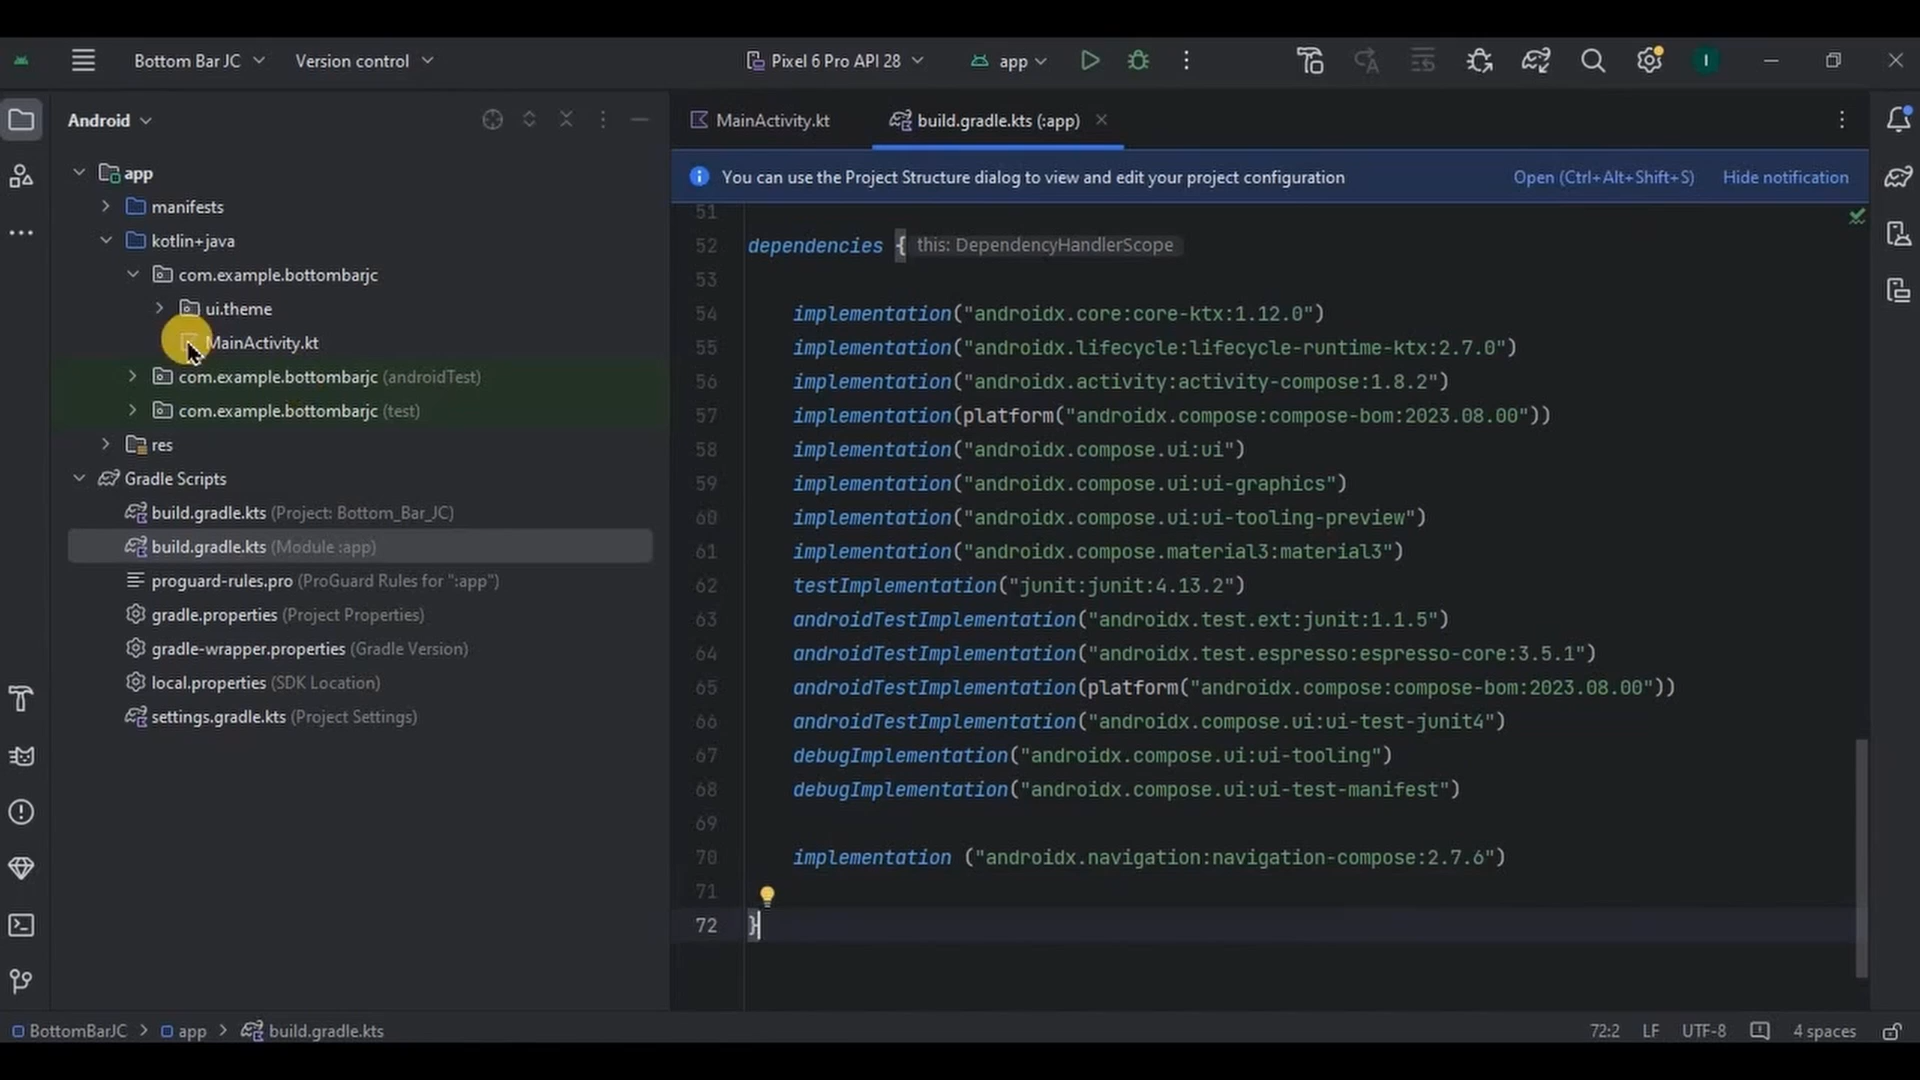 Bottom Bar JC
Version control
Pixel 6 Pro API 28
app
I
Android
MainActivity.kt
build.gradle.kts (:app)
You can use the Project Structure dialog to view and edit your project configuration
Open (Ctrl+Alt+Shift+S)
Hide notification
app
manifests
kotlin+java
com.example.bottombarjc
ui.theme
MainActivity.kt
com.example.bottombarjc (androidTest)
com.example.bottombarjc (test)
res
Gradle Scripts
build.gradle.kts (Project: Bottom_Bar_JC)
build.gradle.kts (Module :app)
proguard-rules.pro (ProGuard Rules for ":app")
gradle.properties (Project Properties)
gradle-wrapper.properties (Gradle Version)
local.properties (SDK Location)
settings.gradle.kts (Project Settings)
51
52 dependencies { this: DependencyHandlerScope
53
54 implementation("androidx.core:core-ktx:1.12.0")
55 implementation("androidx.lifecycle:lifecycle-runtime-ktx:2.7.0")
56 implementation("androidx.activity:activity-compose:1.8.2")
57 implementation(platform("androidx.compose:compose-bom:2023.08.00"))
58 implementation("androidx.compose.ui:ui")
59 implementation("androidx.compose.ui:ui-graphics")
60 implementation("androidx.compose.ui:ui-tooling-preview")
61 implementation("androidx.compose.material3:material3")
62 testImplementation("junit:junit:4.13.2")
63 androidTestImplementation("androidx.test.ext:junit:1.1.5")
64 androidTestImplementation("androidx.test.espresso:espresso-core:3.5.1")
65 androidTestImplementation(platform("androidx.compose:compose-bom:2023.08.00"))
66 androidTestImplementation("androidx.compose.ui:ui-test-junit4")
67 debugImplementation("androidx.compose.ui:ui-tooling")
68 debugImplementation("androidx.compose.ui:ui-test-manifest")
69
70 implementation ("androidx.navigation:navigation-compose:2.7.6")
71
72 }
BottomBarJC > app > build.gradle.kts
72:2 LF UTF-8 4 spaces